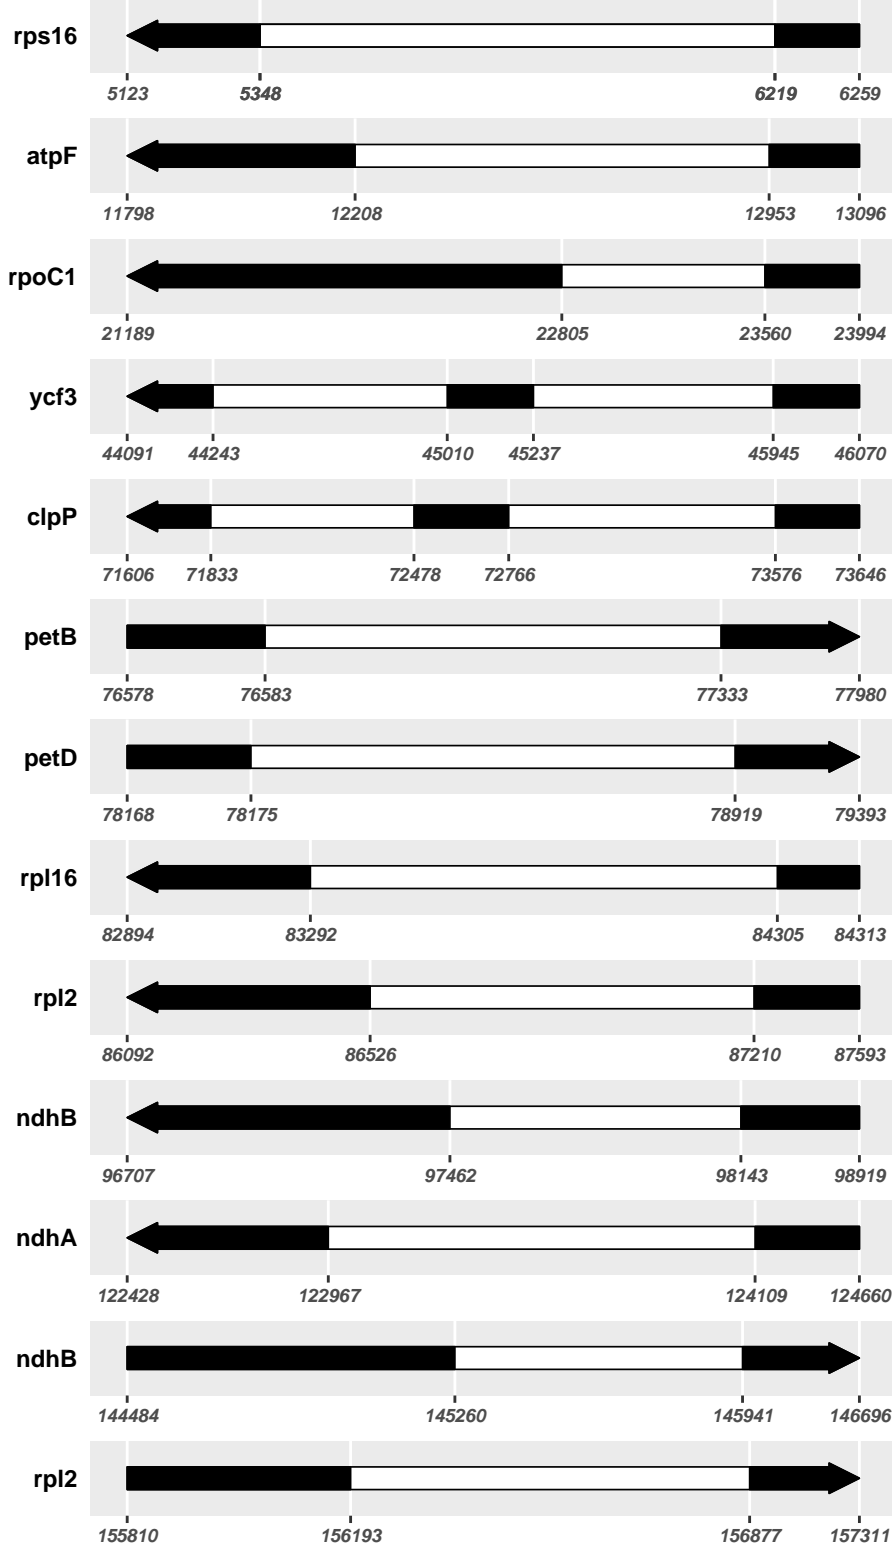 rps16
5123 5348 6219 6259
atpF
11798 12208 12953 13096
rpoC1
21189 22805 23560 23994
ycf3
44091 44243 45010 45237 45945 46070
clpP
71606 71833 72478 72766 73576 73646
petB
76578 76583 77333 77980
petD
78168 78175 78919 79393
rpl16
82894 83292 84305 84313
rpl2
86092 86526 87210 87593
ndhB
96707 97462 98143 98919
ndhA
122428 122967 124109 124660
ndhB
144484 145260 145941 146696
rpl2
155810 156193 156877 157311